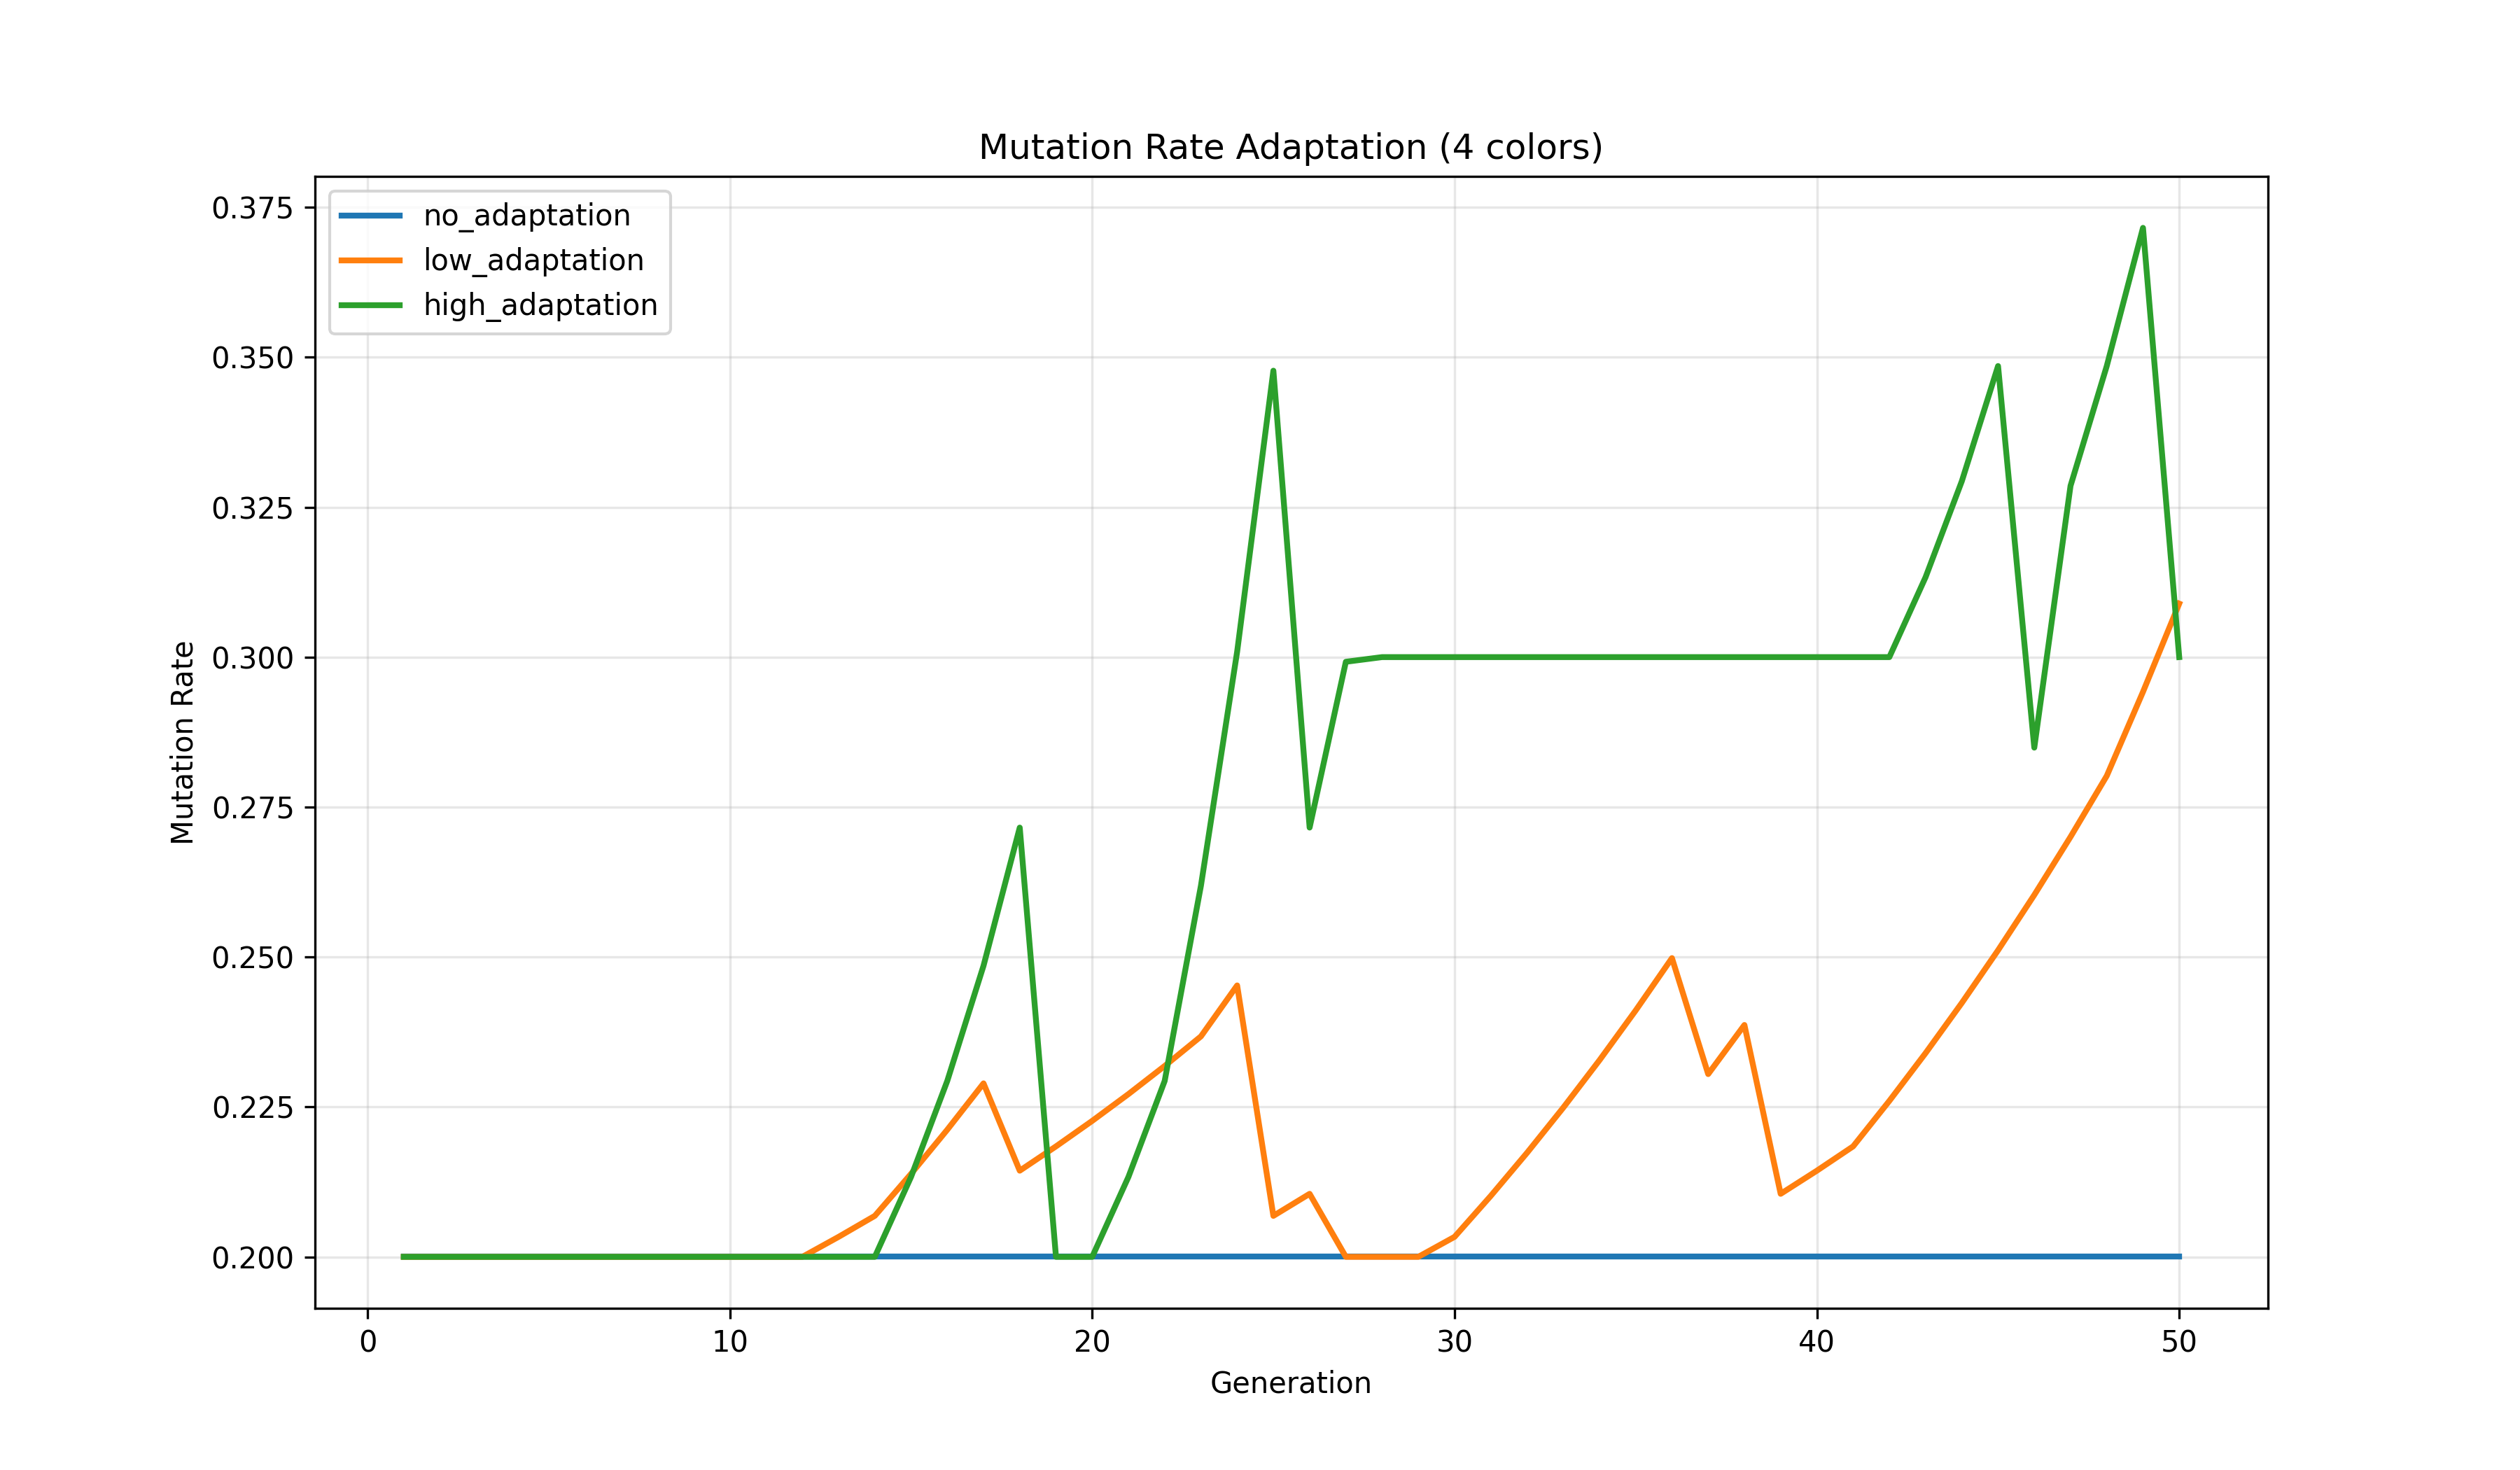 Mutation Rate Adaptation (4 colors)
no_adaptation
low_adaptation
high_adaptation
Mutation Rate
0.375
0.350
0.325
0.300
0.275
0.250
0.225
0.200
0 10 20 30 40 50
Generation